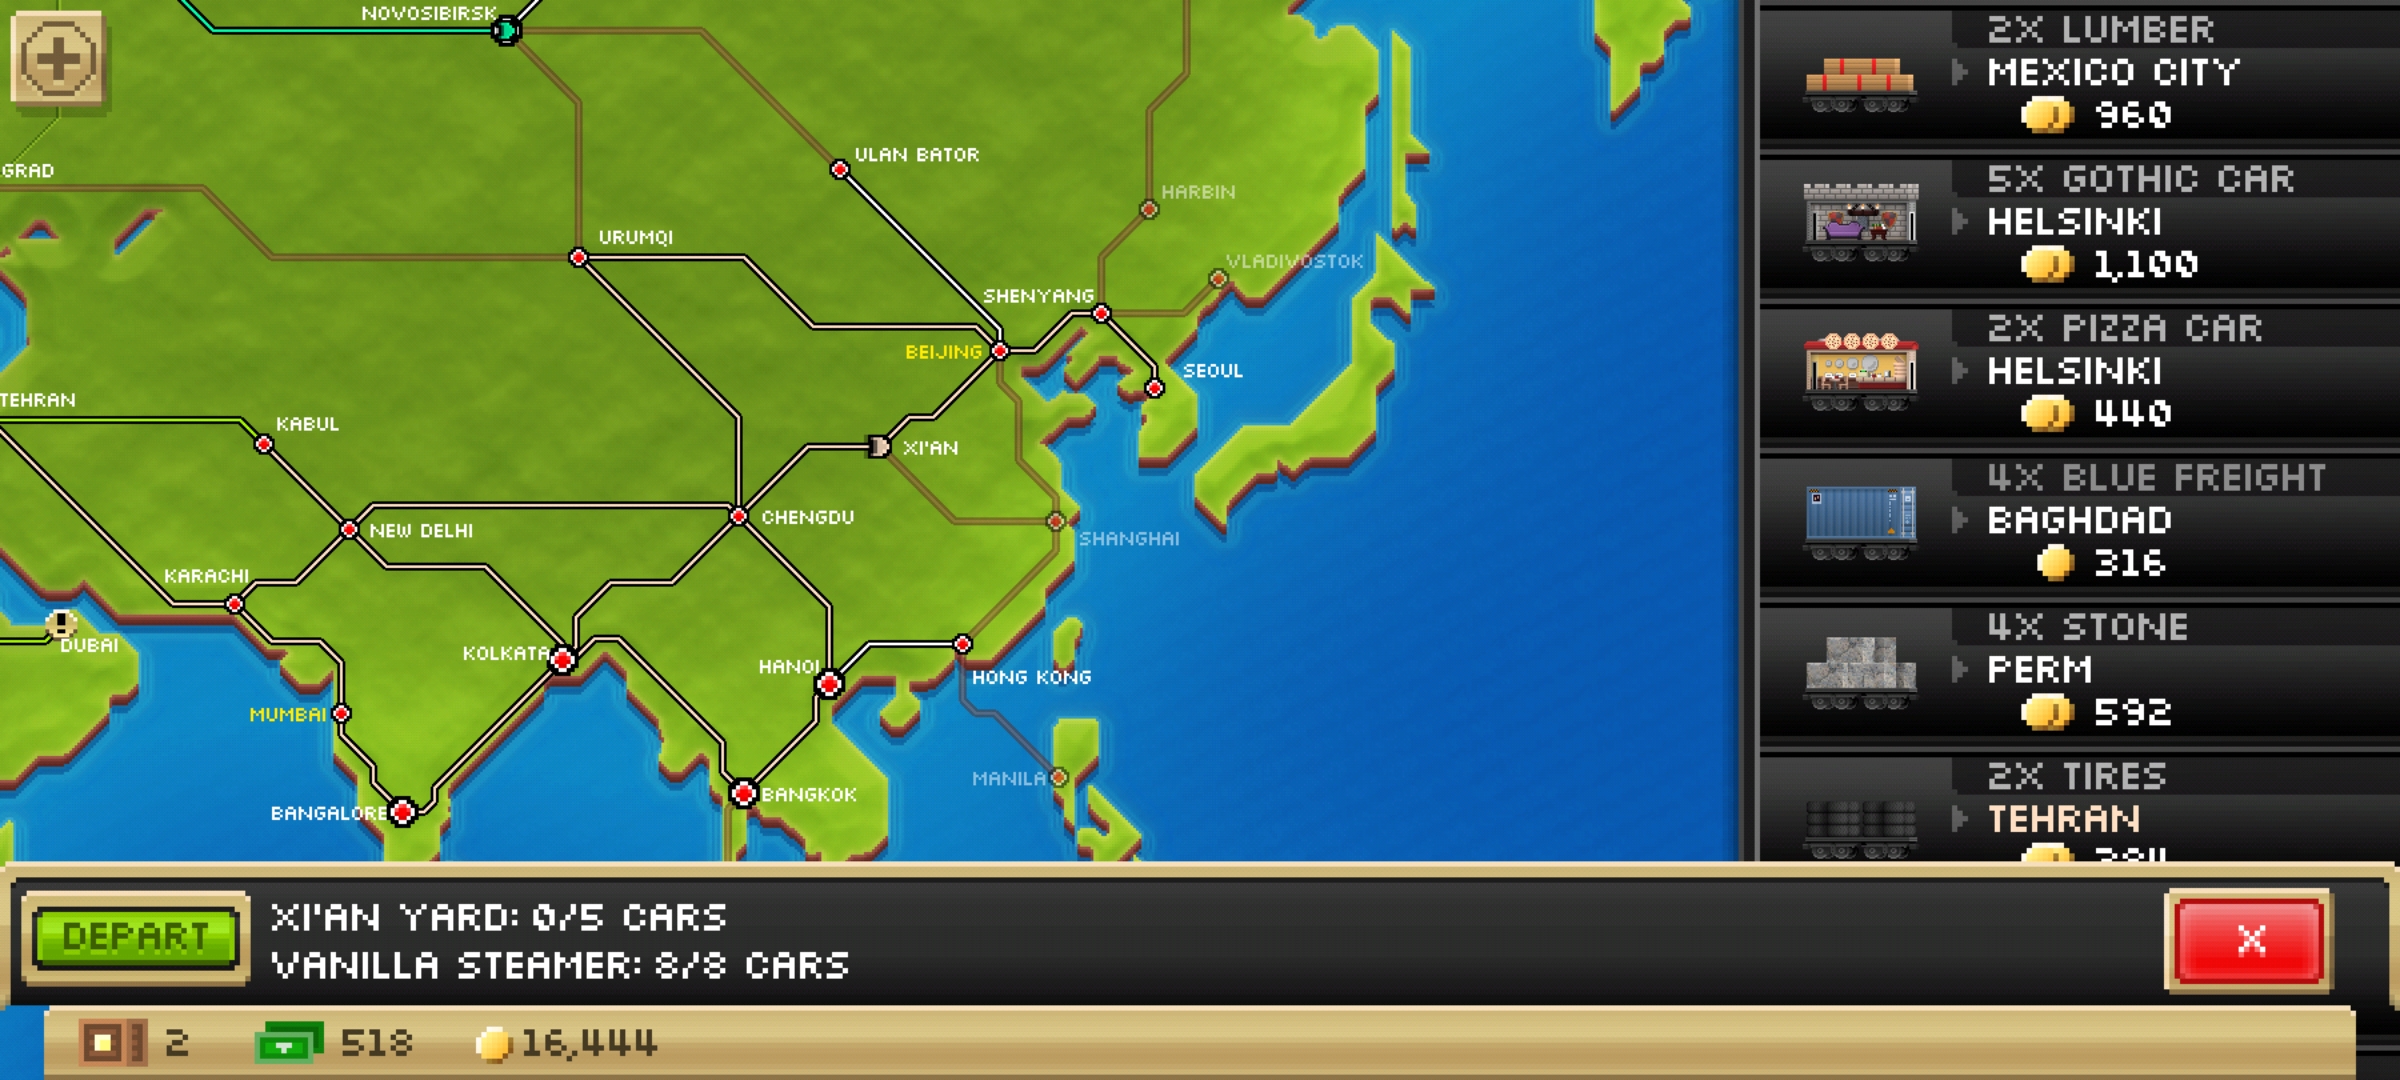 NOVOSIBIRSK
ULAN BATOR
GRAD
HARBIN
URUMQI
VLADIVOSTOK
SHENYANG
BEIJING
SEOUL
TEHRAN
KABUL
XI'AN
NEW DELHI
CHENGDU
SHANGHAI
KARACHI
DUBAI
KOLKATA
HANOI
HONG KONG
MUMBAI
MANILA
BANGKOK
BANGALORE
2X LUMBER
MEXICO CITY
960
5X GOTHIC CAR
HELSINKI
1,100
2X PIZZA CAR
HELSINKI
440
4X BLUE FREIGHT
BAGHDAD
316
4X STONE
PERM
592
2X TIRES
TEHRAN
DEPART
XI'AN YARD: 0/5 CARS
VANILLA STEAMER: 8/8 CARS
X
2
518
16,444